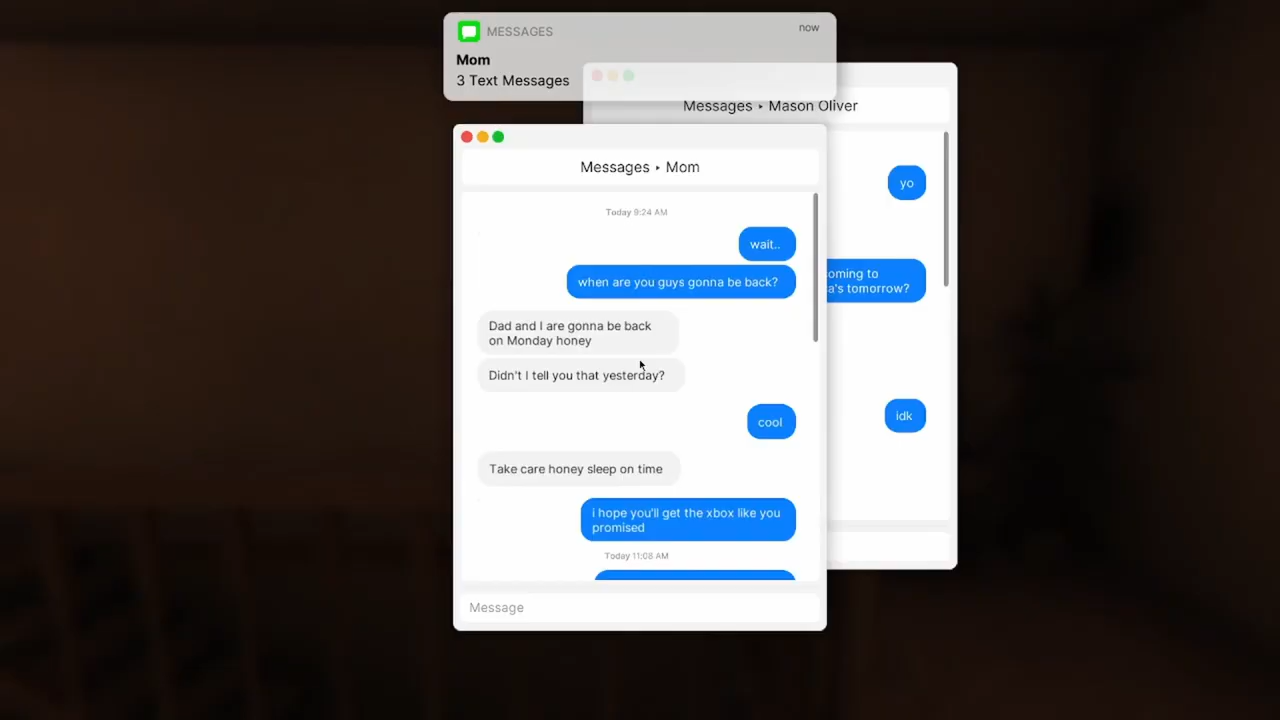 MESSAGES
now
Mom
3 Text Messages
Messages ‣ Mason Oliver
yo
oming to
a's tomorrow?
idk
Messages ‣ Mom
Today 9:24 AM
wait..
when are you guys gonna be back?
Dad and I are gonna be back
on Monday honey
Didn't I tell you that yesterday?
cool
Take care honey sleep on time
i hope you'll get the xbox like you
promised
Today 11:08 AM
Message